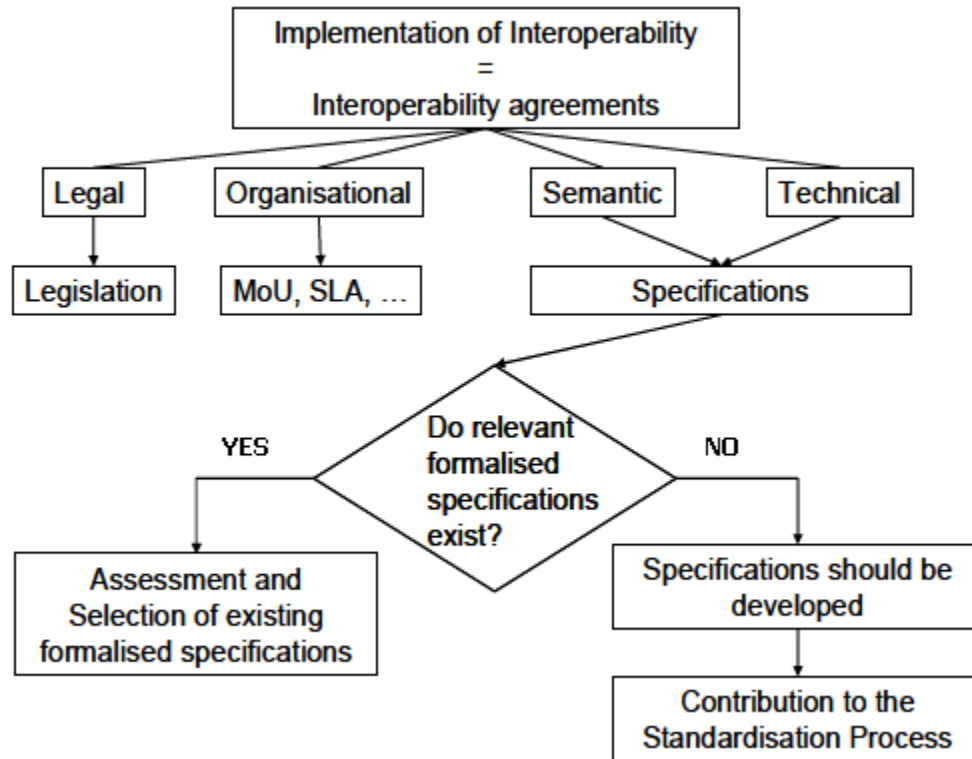 Implementation of Interoperability
=
Interoperability agreements
Legal
Organisational
Semantic
Technical
Legislation
MoU, SLA, ...
Specifications
YES
Do relevant
formalised
specifications
exist?
NO
Assessment and
Selection of existing
formalised specifications
Specifications should be
developed
Contribution to the
Standardisation Process